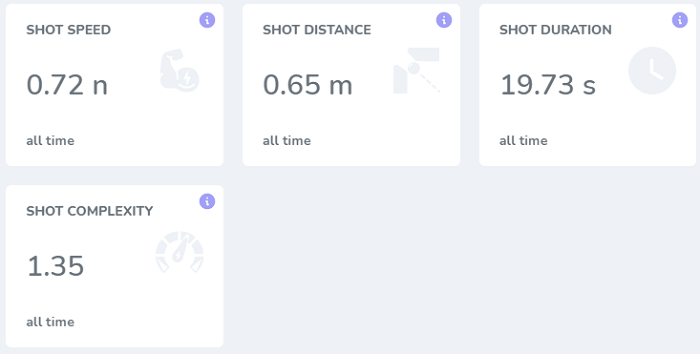 SHOT SPEED
0.72 n
all time
SHOT DISTANCE
0.65 m
all time
SHOT DURATION
19.73 s
all time
SHOT COMPLEXITY
1.35
all time